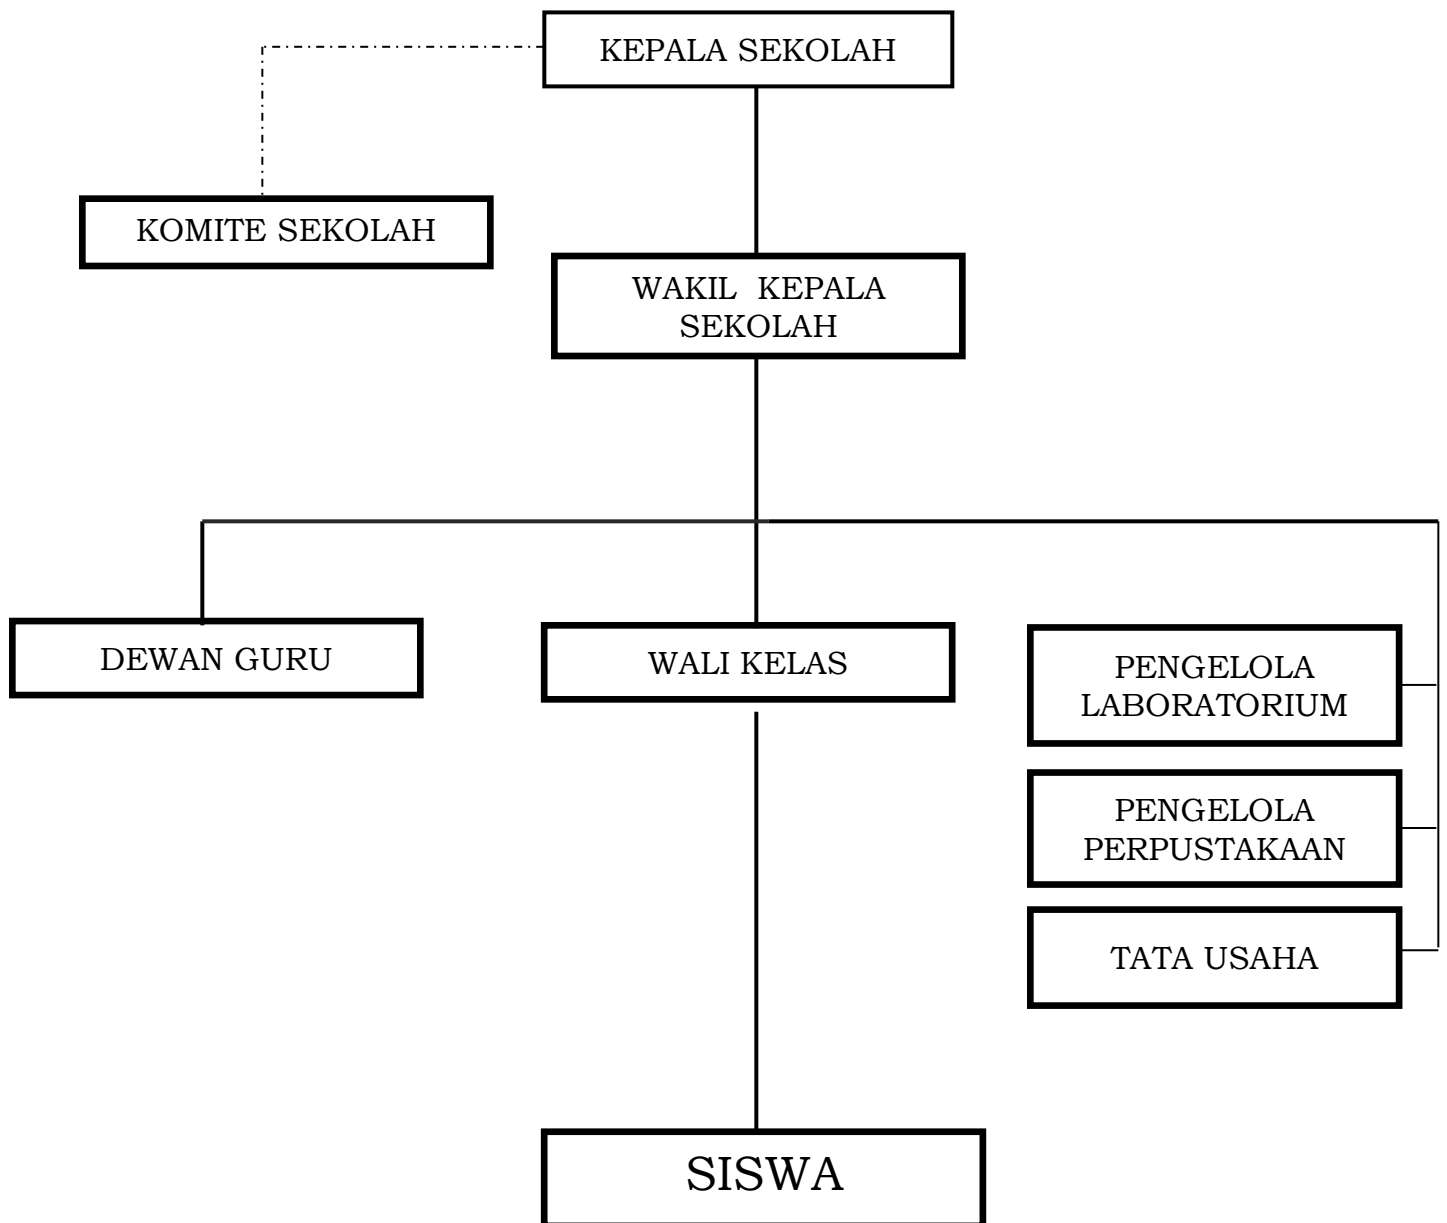 KEPALA SEKOLAH
KOMITE SEKOLAH
WAKIL  KEPALA
SEKOLAH
DEWAN GURU
WALI KELAS
PENGELOLA
LABORATORIUM
PENGELOLA
PERPUSTAKAAN
TATA USAHA
SISWA